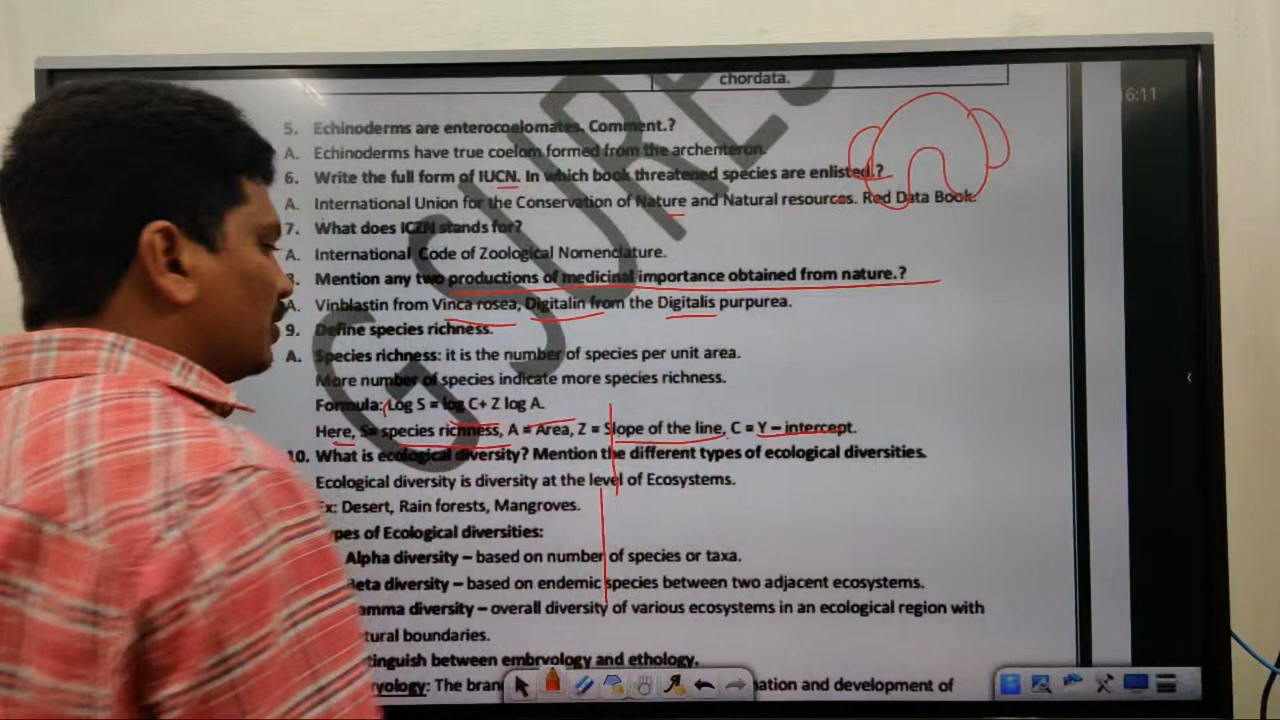 chordata.
6:11
5. Echinoderms are enterocoelomates. Comment.?
A. Echinoderms have true coelom formed from the archenteron.
6. Write the full form of IUCN. In which book threatened species are enlisted.?
A. International Union for the Conservation of Nature and Natural resources. Red Data Book.
7. What does ICZN stands for?
A. International Code of Zoological Nomenclature.
8. Mention any two productions of medicinal importance obtained from nature.?
A. Vinblastin from Vinca rosea, Digitalin from the Digitalis purpurea.
9. Define species richness.
A. Species richness: it is the number of species per unit area.
More number of species indicate more species richness.
Formula: Log S = log C+ Z log A.
Here, S= species richness, A = Area, Z = Slope of the line, C = Y – intercept.
10. What is ecological diversity? Mention the different types of ecological diversities.
Ecological diversity is diversity at the level of Ecosystems.
Ex: Desert, Rain forests, Mangroves.
ypes of Ecological diversities:
Alpha diversity – based on number of species or taxa.
Beta diversity – based on endemic species between two adjacent ecosystems.
amma diversity – overall diversity of various ecosystems in an ecological region with
tural boundaries.
tinguish between embryology and ethology.
ryology: The bran ation and development of
G SURES